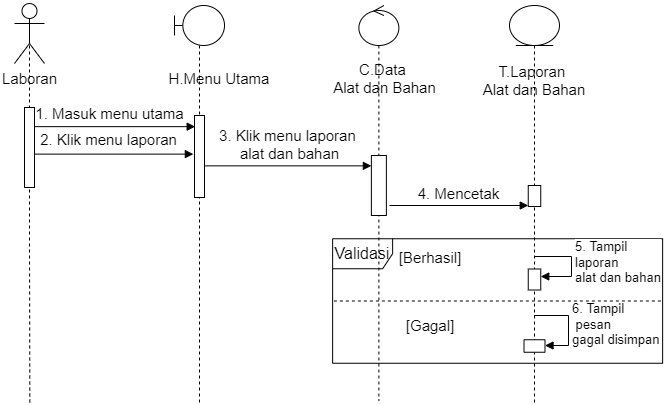 Laboran
H.Menu Utama
C.Data
Alat dan Bahan
T.Laporan
Alat dan Bahan
1. Masuk menu utama
2. Klik menu laporan
3. Klik menu laporan
alat dan bahan
4. Mencetak
Validasi
[Berhasil]
5. Tampil
laporan
alat dan bahan
[Gagal]
6. Tampil
pesan
gagal disimpan